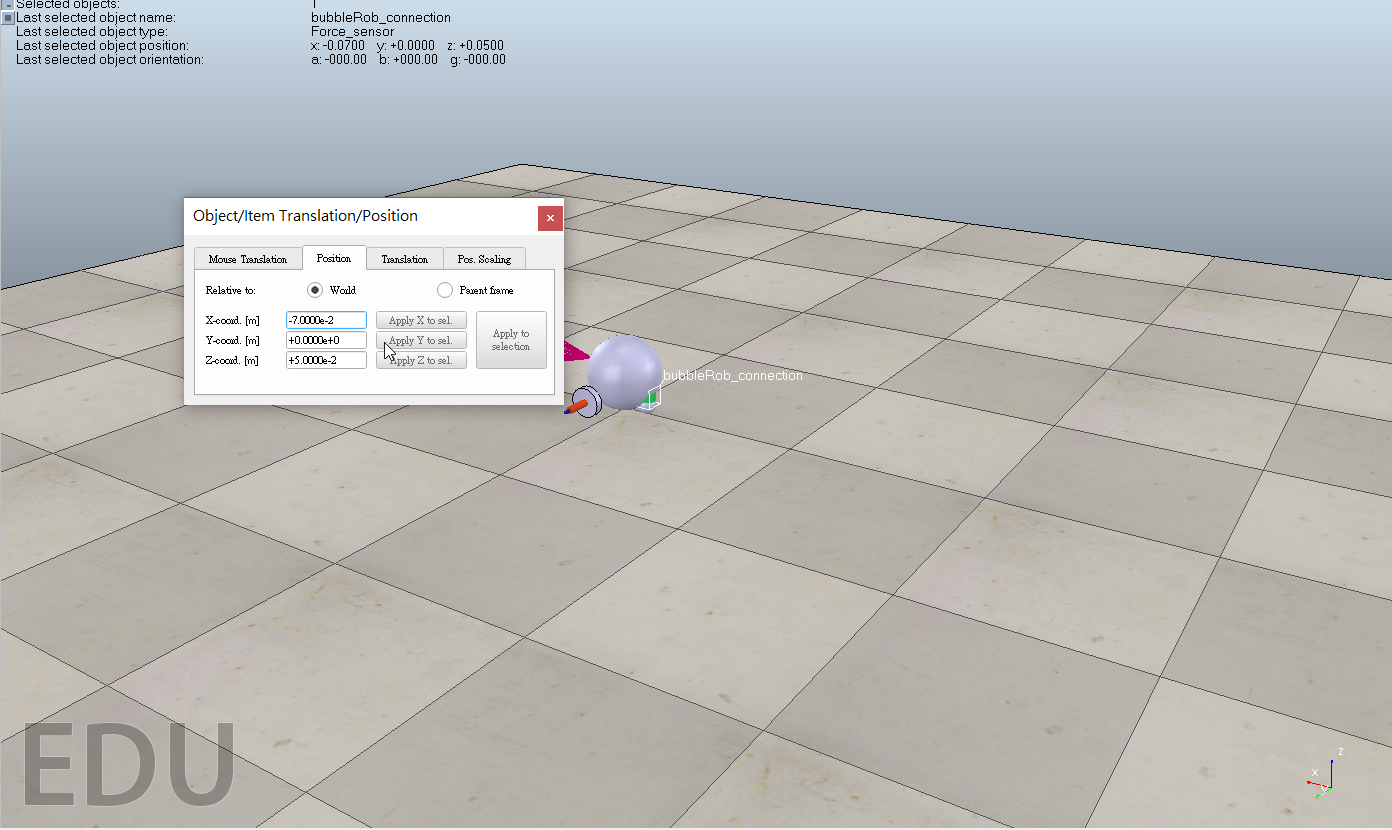 Selected objects: 1
Last selected object name: bubbleRob_connection
Last selected object type: Force_sensor
Last selected object position: x: -0.0700 y: +0.0000 z: +0.0500
Last selected object orientation: a: -000.00 b: +000.00 g: -000.00
Object/Item Translation/Position
Mouse Translation Position Translation Pos. Scaling
Relative to: World Parent frame
X-coord. [m] -7.0000e-2 Apply X to sel.
Y-coord. [m] +0.0000e+0 Apply Y to sel.
Z-coord. [m] +5.0000e-2 Apply Z to sel.
Apply to
selection
bubbleRob_connection
EDU
z
x
y